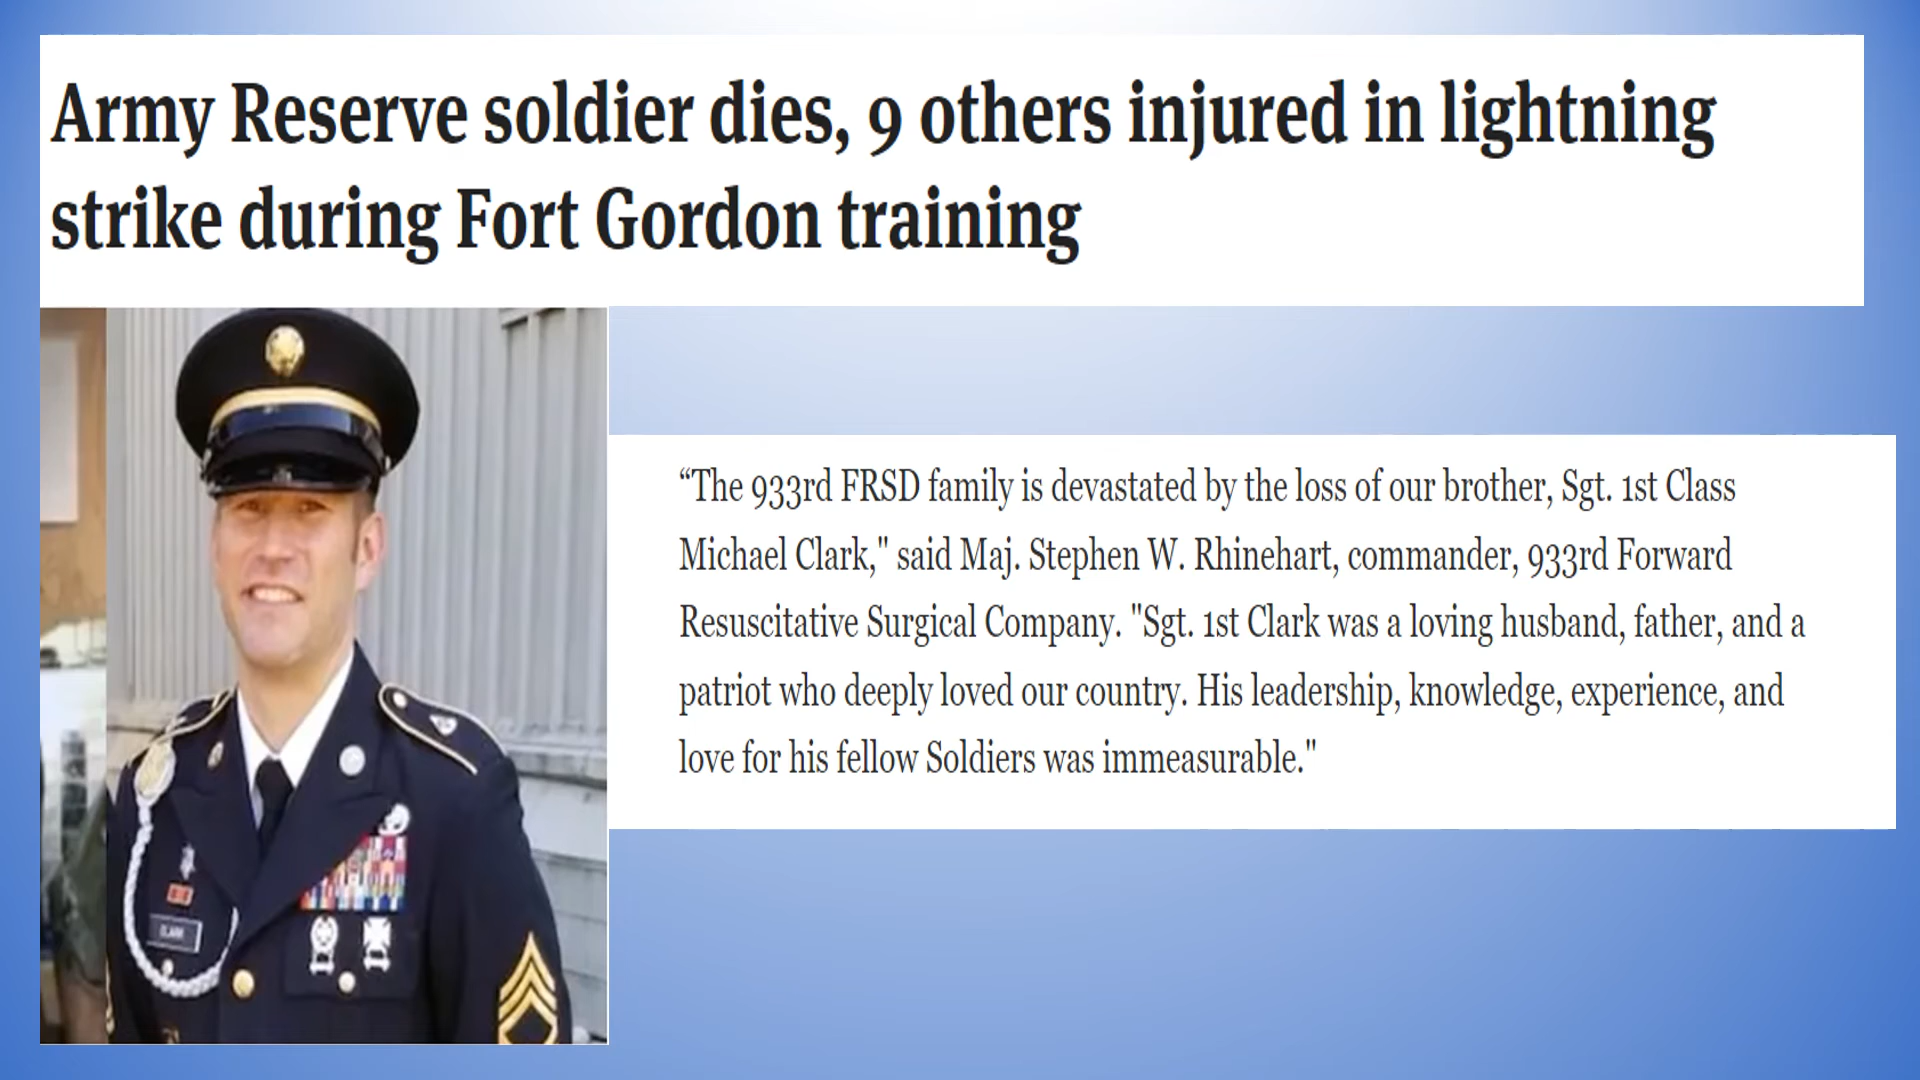 Army Reserve soldier dies, 9 others injured in lightning
strike during Fort Gordon training
“The 933rd FRSD family is devastated by the loss of our brother, Sgt. 1st Class
Michael Clark," said Maj. Stephen W. Rhinehart, commander, 933rd Forward
Resuscitative Surgical Company. "Sgt. 1st Clark was a loving husband, father, and a
patriot who deeply loved our country. His leadership, knowledge, experience, and
love for his fellow Soldiers was immeasurable."
CLARK